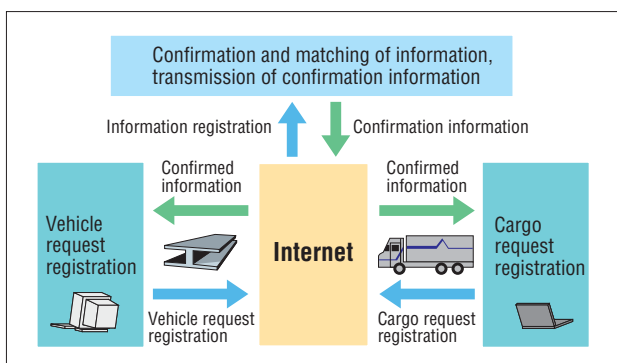 Confirmation and matching of information,
transmission of confirmation information
Information registration
Confirmation information
Confirmed
information
Confirmed
information
Vehicle
request
registration
Internet
Cargo
request
registration
Vehicle request
registration
Cargo request
registration